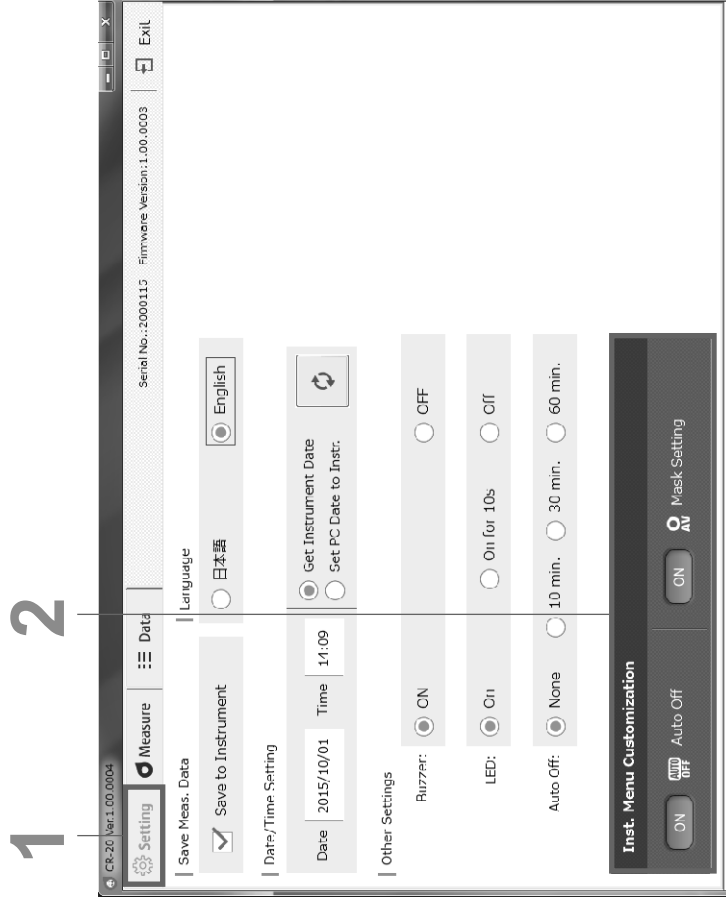 1
2
CR-20 Ver.1.00.0004
Setting
Measure
Data
Serial No.:2000115
Firmware Version:1.00.0003
Exit
Save Meas. Data
Save to Instrument
Language
日本語
English
Date/Time Setting
Date 2015/10/01 Time 14:09
Get Instrument Date
Set PC Date to Instr.
Other Settings
Buzzer: ON OFF
LED: On On for 10s Off
Auto Off: None 10 min. 30 min. 60 min.
Inst. Menu Customization
ON AUTO OFF Auto Off
ON AV Mask Setting